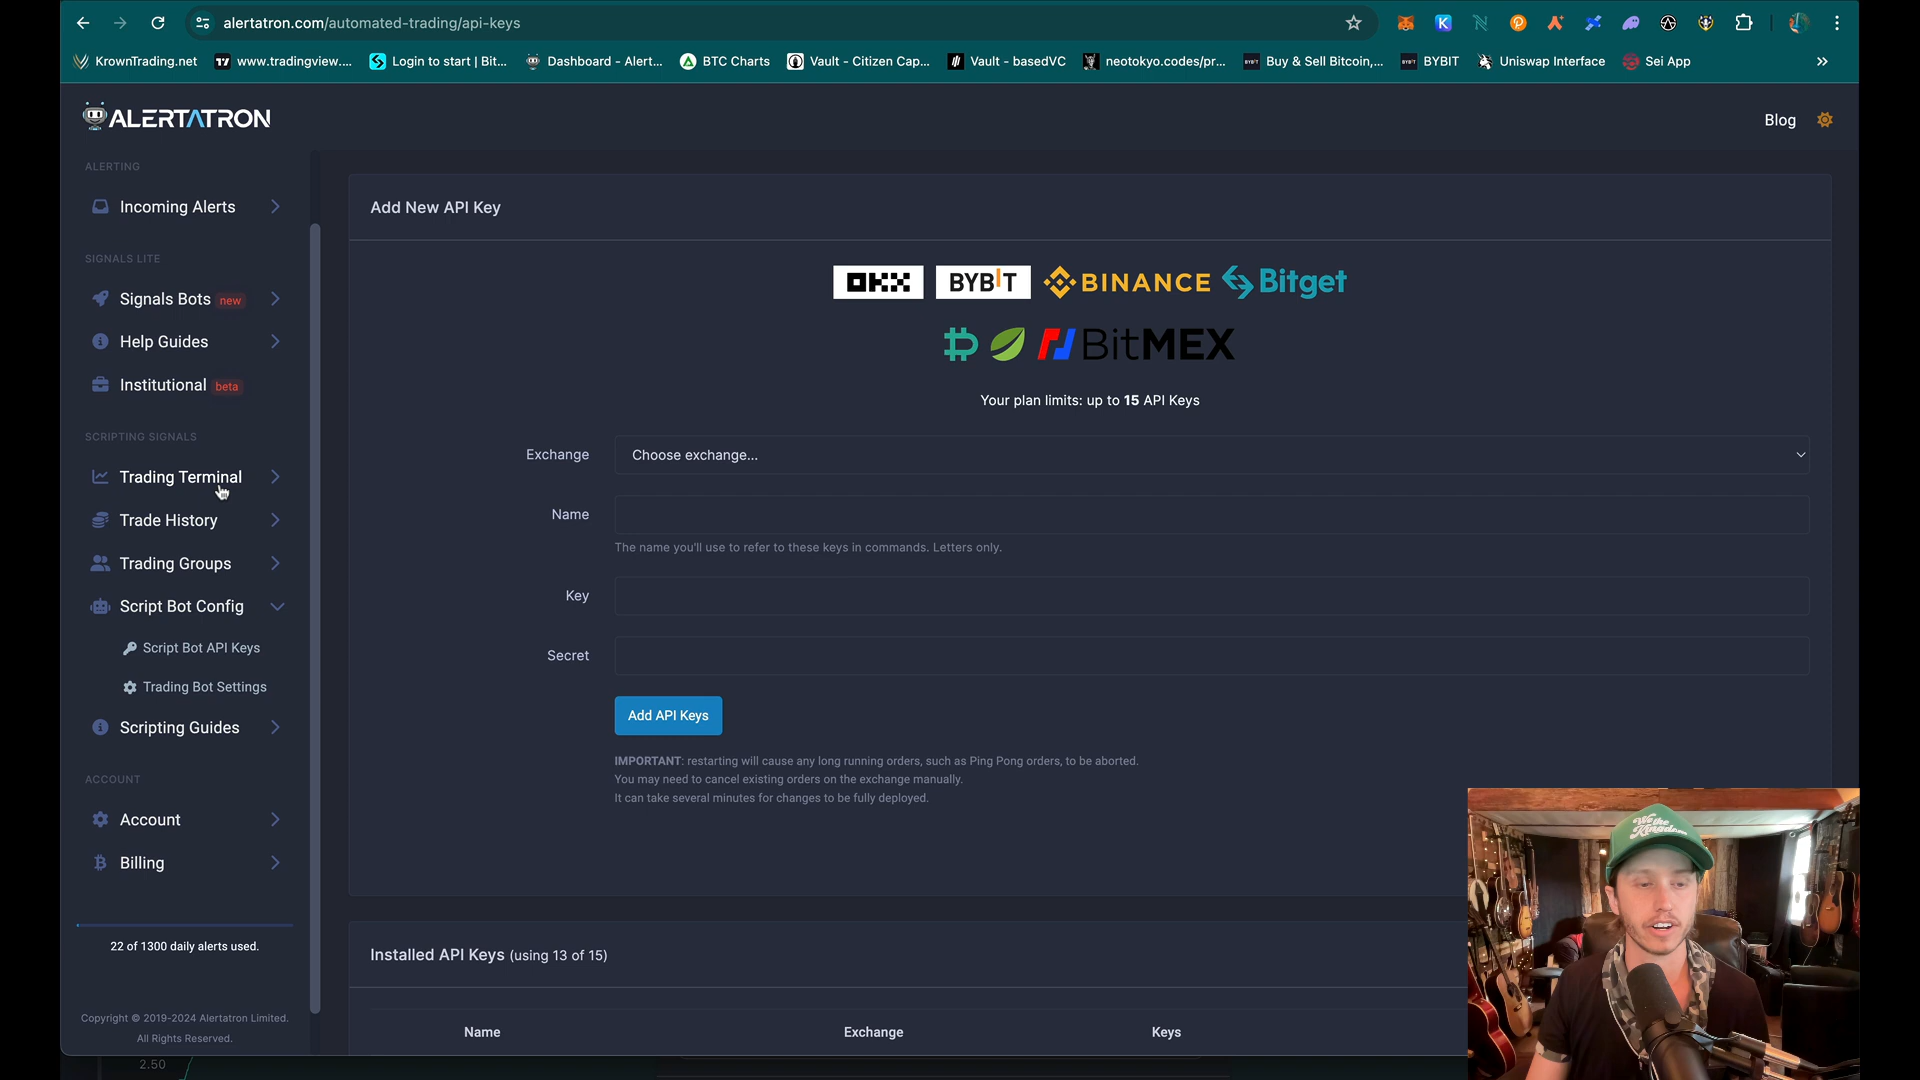 alertatron.com/automated-trading/api-keys
KrownTrading.net
www.tradingview....
Login to start | Bit...
Dashboard - Alert...
BTC Charts
Vault - Citizen Cap...
Vault - basedVC
neotokyo.codes/pr...
Buy & Sell Bitcoin,...
BYBIT
Uniswap Interface
Sei App
ALERTATRON
Blog
ALERTING
Incoming Alerts
SIGNALS LITE
Signals Bots new
Help Guides
Institutional beta
SCRIPTING SIGNALS
Trading Terminal
Trade History
Trading Groups
Script Bot Config
Script Bot API Keys
Trading Bot Settings
Scripting Guides
ACCOUNT
Account
Billing
22 of 1300 daily alerts used.
Copyright © 2019-2024 Alertatron Limited.
All Rights Reserved.
2.50
Add New API Key
OKX BYBIT BINANCE Bitget
BitMEX
Your plan limits: up to 15 API Keys
Exchange
Choose exchange...
Name
The name you'll use to refer to these keys in commands. Letters only.
Key
Secret
Add API Keys
IMPORTANT: restarting will cause any long running orders, such as Ping Pong orders, to be aborted.
You may need to cancel existing orders on the exchange manually.
It can take several minutes for changes to be fully deployed.
Installed API Keys (using 13 of 15)
Name Exchange Keys
We the
Kingdom